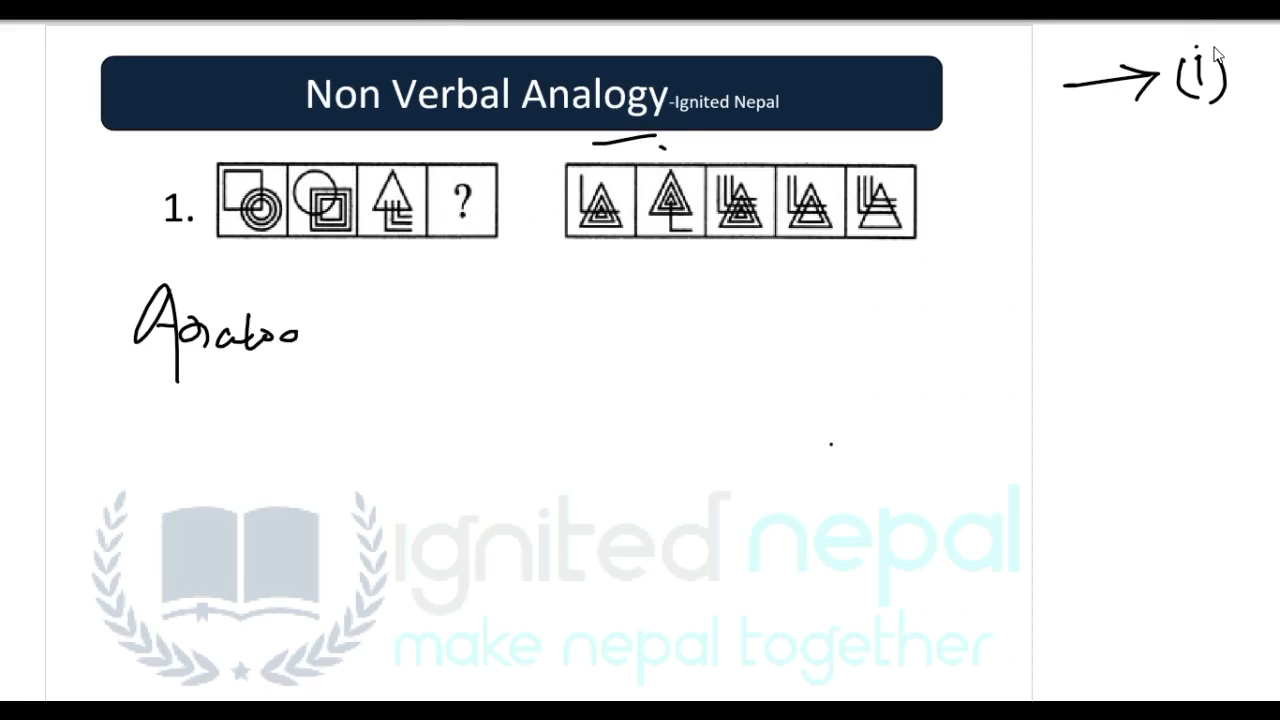 Non Verbal Analogy-Ignited Nepal
→ (i)
1. ?
ignited nepal
make nepal together